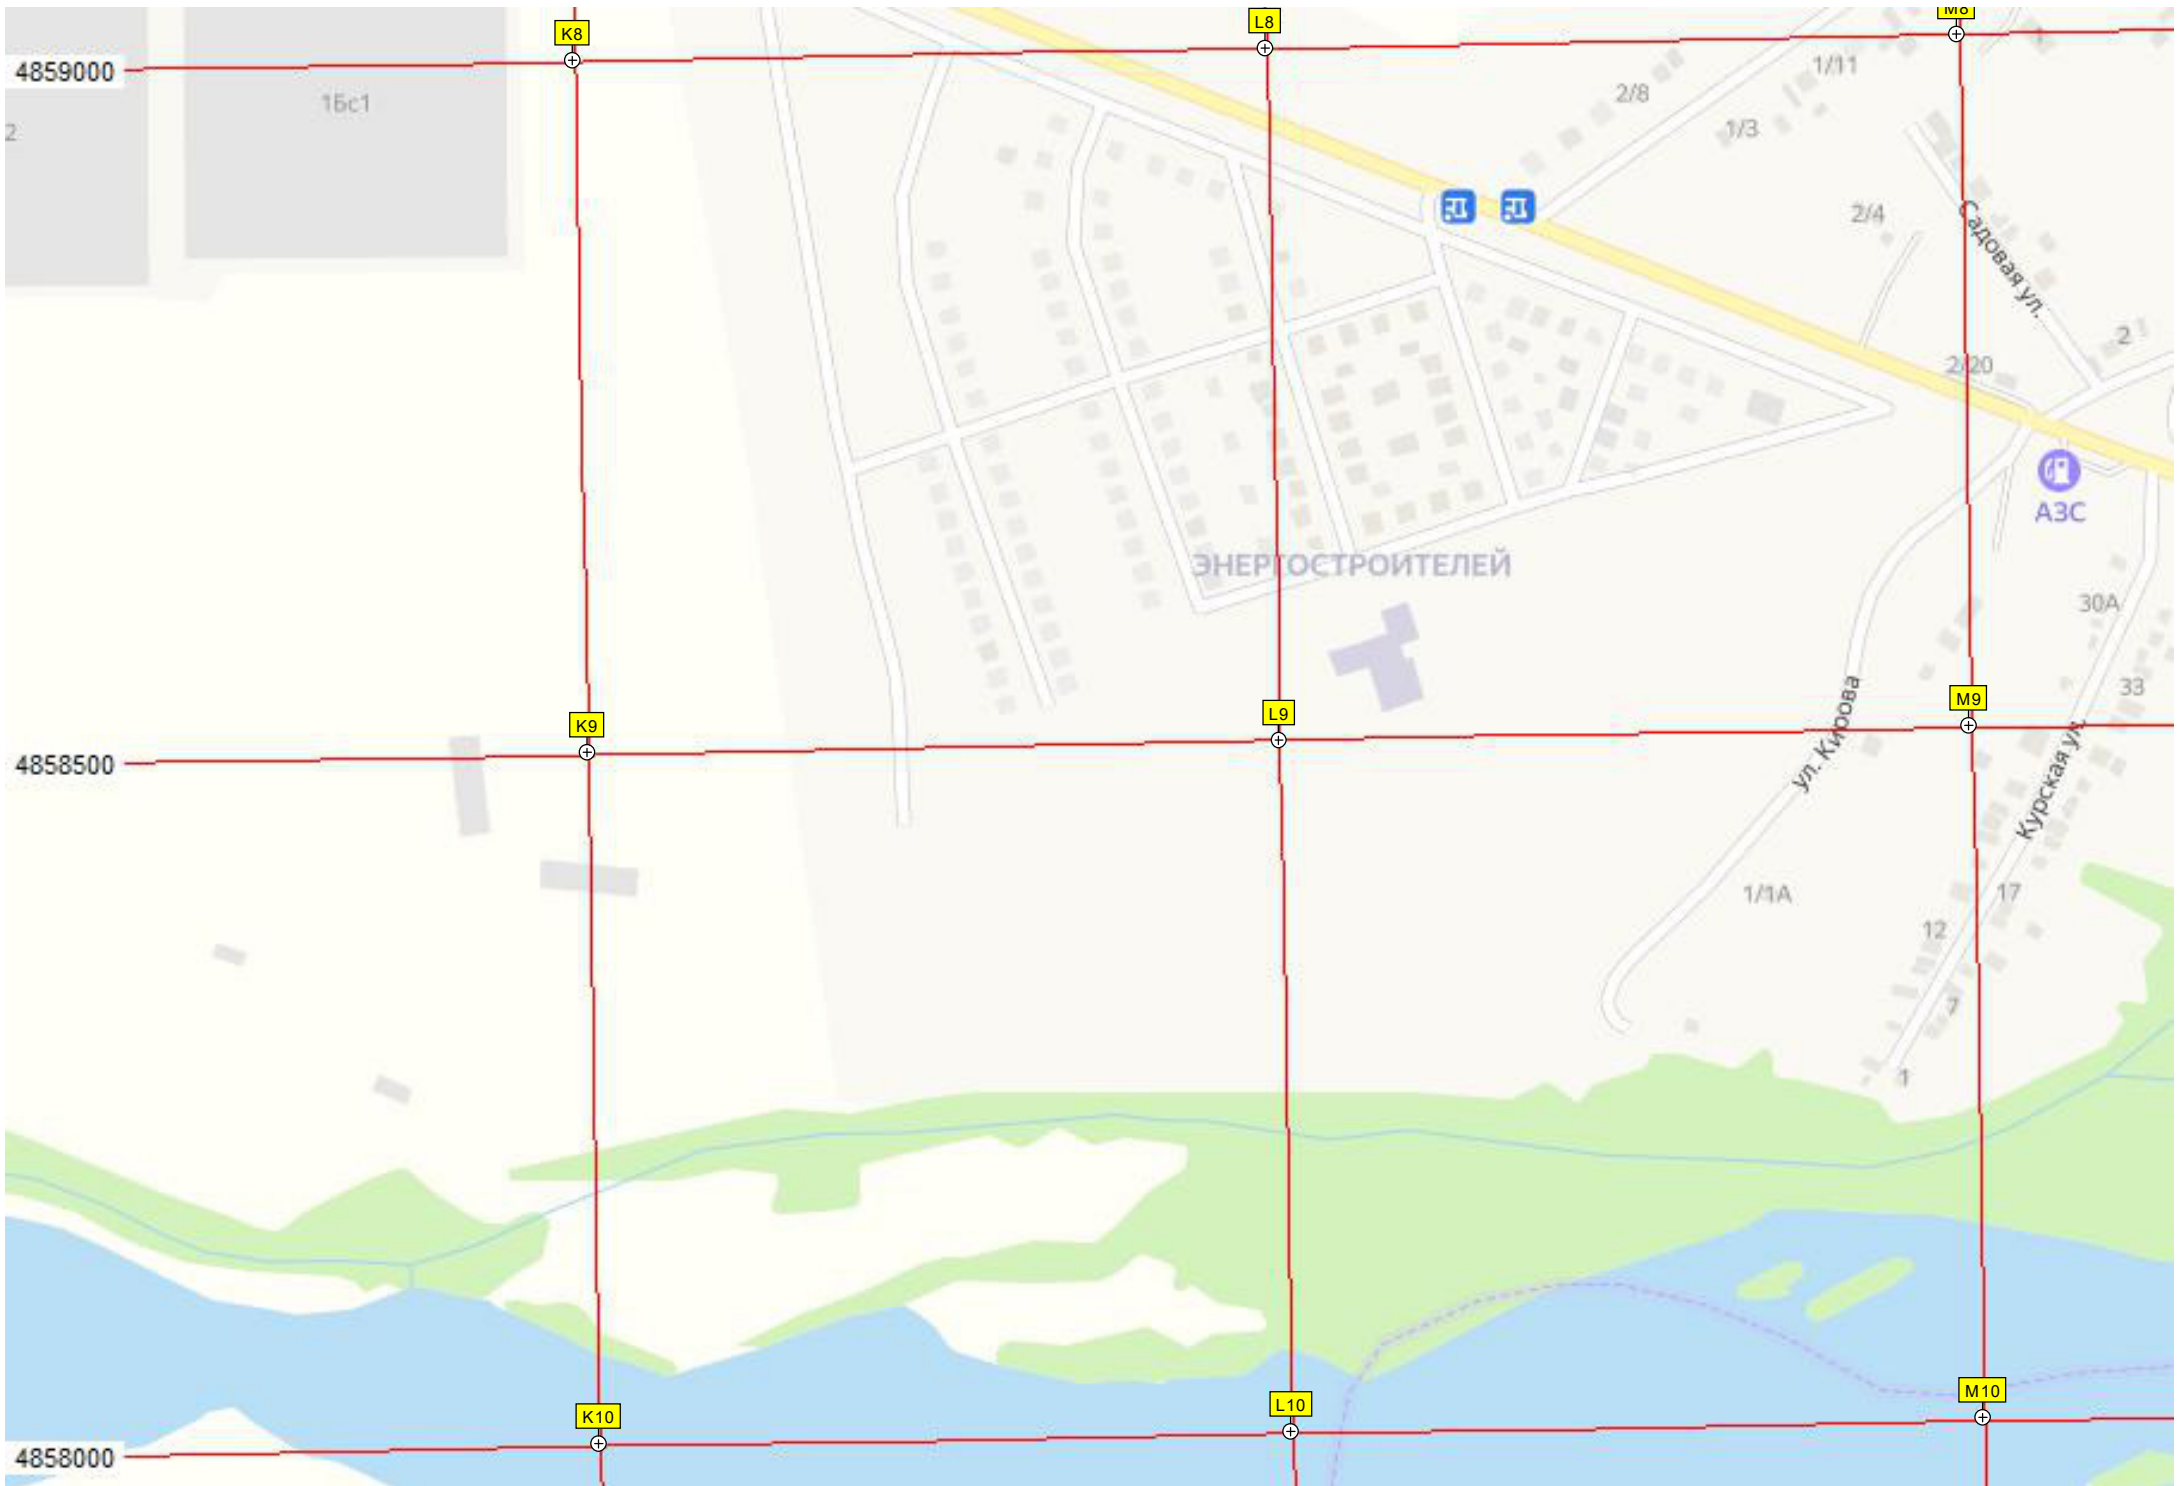 K8
L8
M8
4859000
1Бс1
2
1/11
2/8
1/3
2/4
Садовая ул.
2
2/20
АЗС
ЭНЕРГОСТРОИТЕЛЕЙ
30А
33
K9
L9
M9
4858500
ул. Кирова
Курская ул.
1/1А
17
12
7
1
K10
L10
M10
4858000